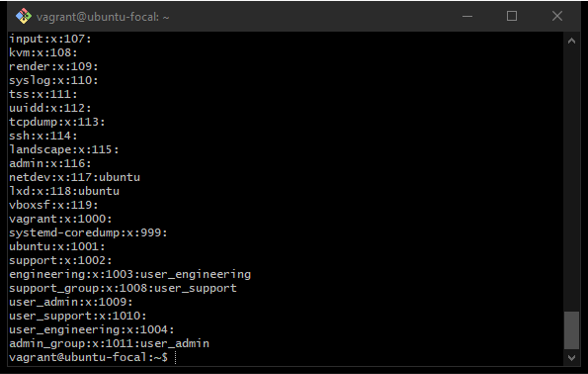 vagrant@ubuntu-focal: ~
input:x:107:
kvm:x:108:
render:x:109:
syslog:x:110:
tss:x:111:
uuidd:x:112:
tcpdump:x:113:
ssh:x:114:
landscape:x:115:
admin:x:116:
netdev:x:117:ubuntu
lxd:x:118:ubuntu
vboxsf:x:119:
vagrant:x:1000:
systemd-coredump:x:999:
ubuntu:x:1001:
support:x:1002:
engineering:x:1003:user_engineering
support_group:x:1008:user_support
user_admin:x:1009:
user_support:x:1010:
user_engineering:x:1004:
admin_group:x:1011:user_admin
vagrant@ubuntu-focal:~$